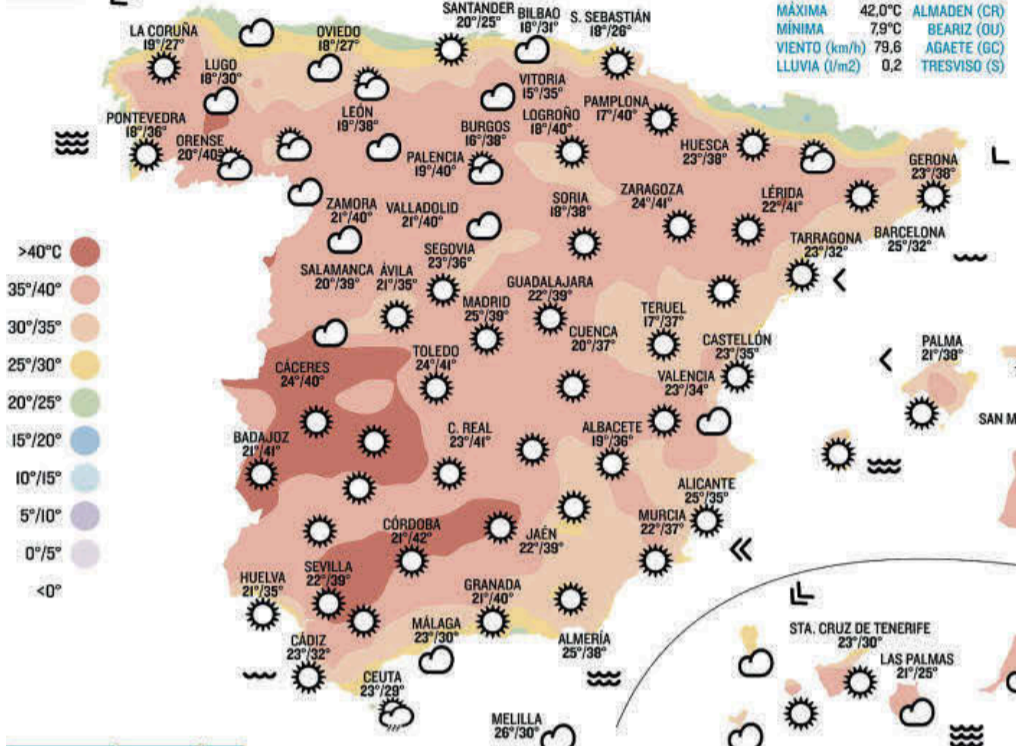 MÁXIMA 42,0°C ALMADEN (CR)
MÍNIMA 7,9°C BEARIZ (OU)
VIENTO (km/h) 79,6 AGAETE (GC)
LLUVIA (l/m2) 0,2 TRESVISO (S)
SANTANDER
20°/25°
BILBAO
18°/31°
S. SEBASTIÁN
18°/26°
LA CORUÑA
19°/27°
OVIEDO
18°/27°
LUGO
18°/30°
VITORIA
15°/35°
PONTEVEDRA
18°/36°
LEÓN
19°/38°
LOGROÑO
18°/40°
PAMPLONA
17°/40°
ORENSE
20°/40°
BURGOS
16°/38°
PALENCIA
19°/40°
HUESCA
23°/38°
GERONA
23°/38°
ZAMORA
21°/40°
VALLADOLID
21°/40°
SORIA
18°/38°
ZARAGOZA
24°/41°
LÉRIDA
22°/41°
BARCELONA
25°/32°
TARRAGONA
23°/32°
SEGOVIA
23°/36°
SALAMANCA
20°/39°
ÁVILA
21°/35°
GUADALAJARA
22°/39°
MADRID
25°/39°
TERUEL
17°/37°
CUENCA
20°/37°
CASTELLÓN
23°/35°
PALMA
21°/38°
CÁCERES
24°/40°
TOLEDO
24°/41°
VALENCIA
23°/34°
SAN M
BADAJOZ
21°/41°
C. REAL
23°/41°
ALBACETE
19°/36°
ALICANTE
25°/35°
MURCIA
22°/37°
CÓRDOBA
21°/42°
JAÉN
22°/39°
HUELVA
21°/35°
SEVILLA
22°/39°
GRANADA
21°/40°
MÁLAGA
23°/30°
ALMERÍA
25°/38°
CÁDIZ
23°/32°
CEUTA
23°/29°
MELILLA
26°/30°
STA. CRUZ DE TENERIFE
23°/30°
LAS PALMAS
21°/25°
>40°C
35°/40°
30°/35°
25°/30°
20°/25°
15°/20°
10°/15°
5°/10°
0°/5°
<0°